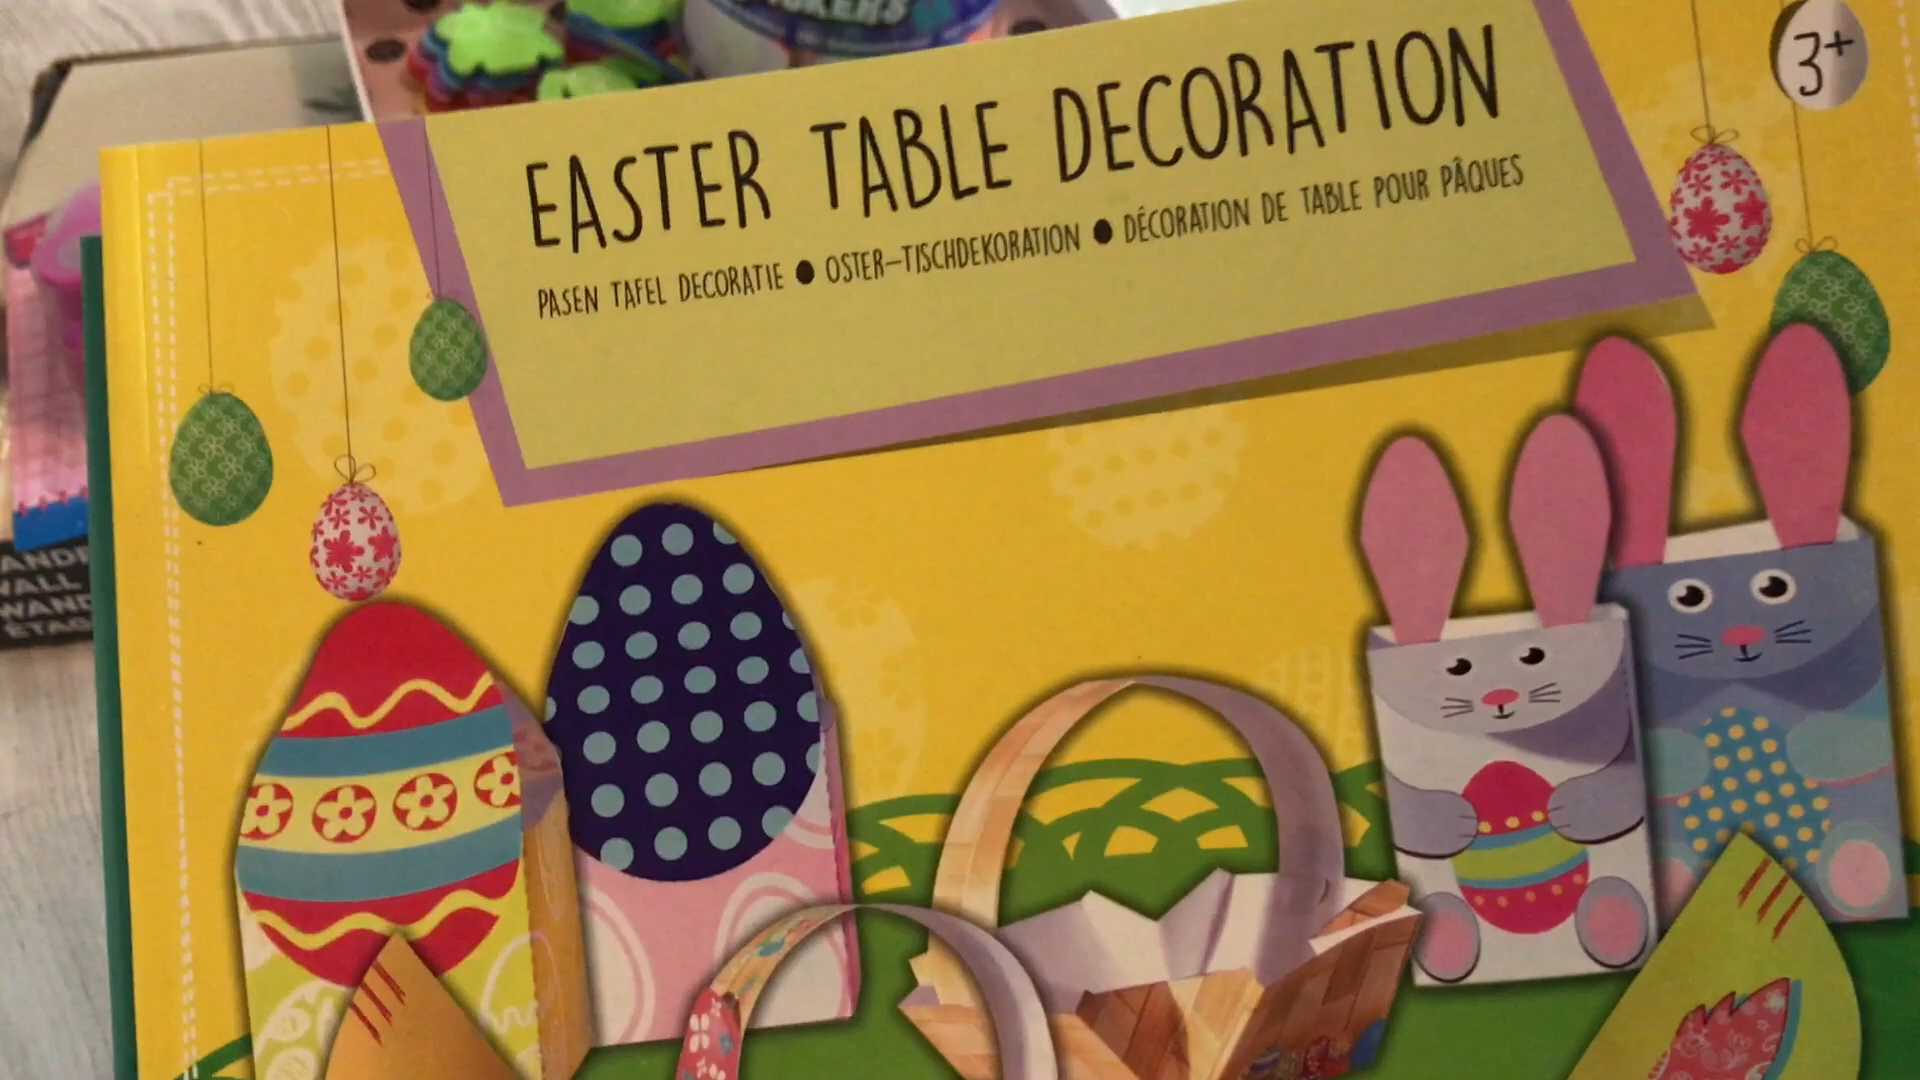 EASTER TABLE DECORATION
PASEN TAFEL DECORATIE ● OSTER-TISCHDEKORATION ● DÉCORATION DE TABLE POUR PÂQUES
3+
WALL